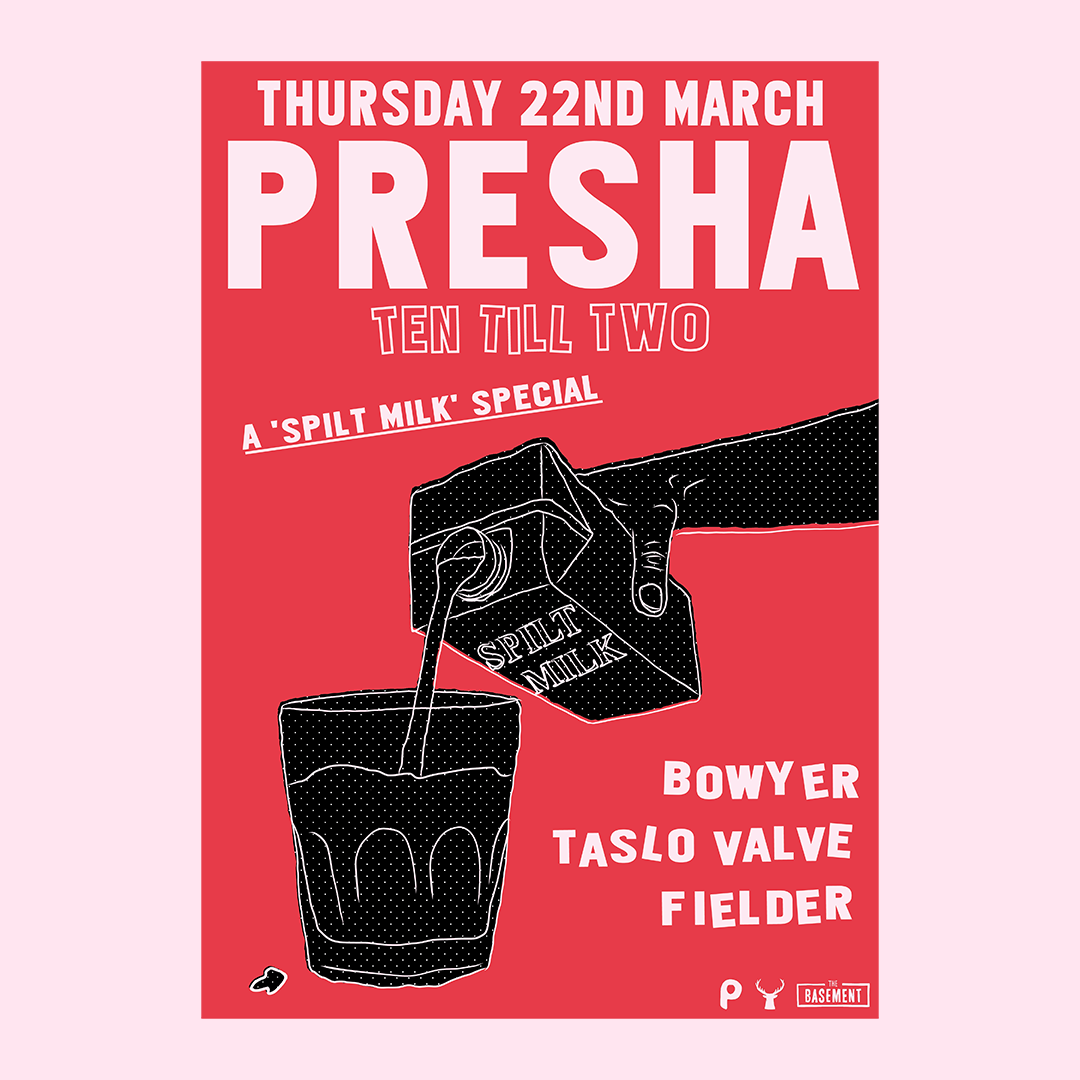 THURSDAY 22ND MARCH
PRESHA
TEN TILL TWO
A 'SPILT MILK' SPECIAL
SPILT
MILK
BOWYER
TASLO VALVE
FIELDER
P
THE
BASEMENT